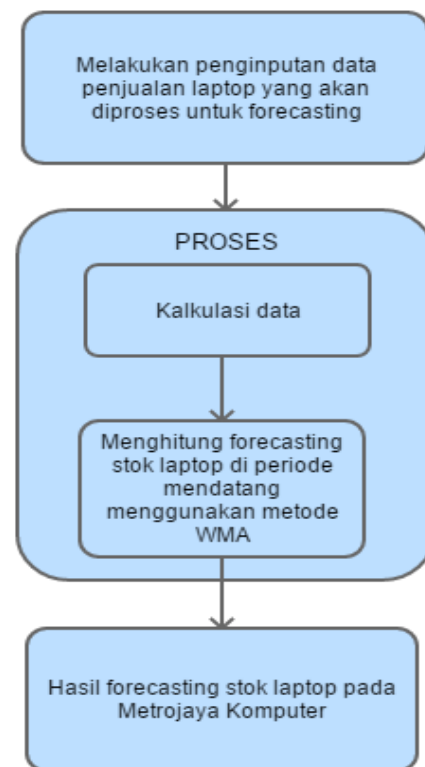 Melakukan penginputan data
penjualan laptop yang akan
diproses untuk forecasting
PROSES
Kalkulasi data
Menghitung forecasting
stok laptop di periode
mendatang
menggunakan metode
WMA
Hasil forecasting stok laptop pada
Metrojaya Komputer